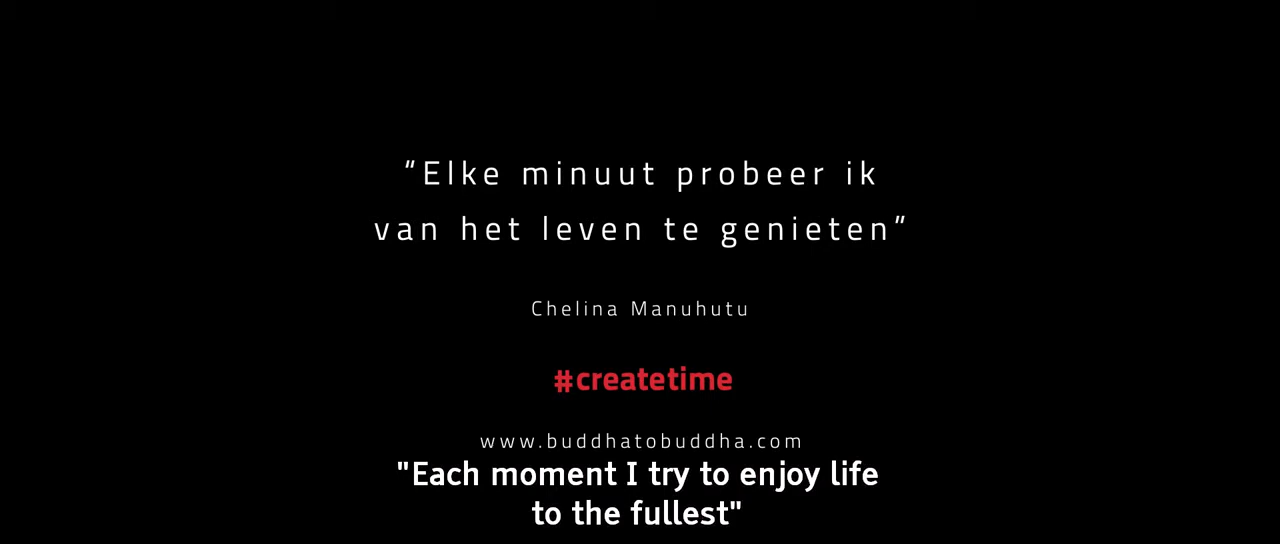 “Elke minuut probeer ik
van het leven te genieten”
Chelina Manuhutu
#createtime
www.buddhatobuddha.com
"Each moment I try to enjoy life
to the fullest"